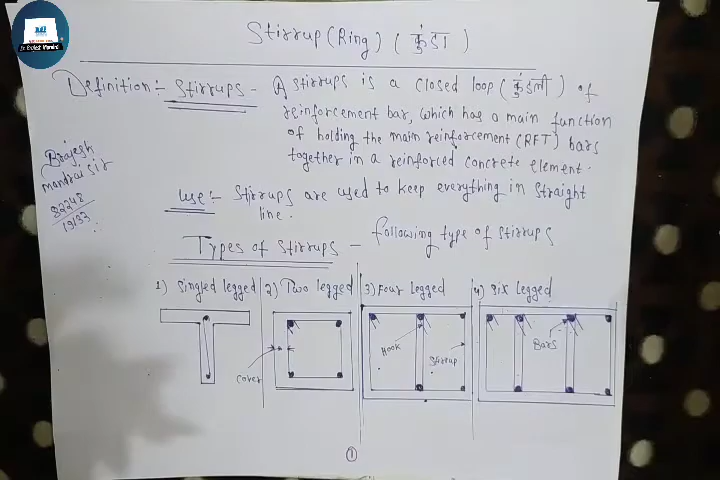 Stirrup (Ring) (कुंडा)
Definition:- Stirrups - A stirrups is a closed loop (कुंडली) of
reinforcement bar, which has a main function
of holding the main reinforcement (RFT) bars
together in a reinforced concrete element.
Brajesh
mandrai sir
82248
19133
use:- Stirrups are used to keep everything in straight
line.
Types of stirrups - following type of stirrups
1) singled legged 2) Two legged 3) Four legged 4) six legged
Hook
Bars
Stirrup
cover
1